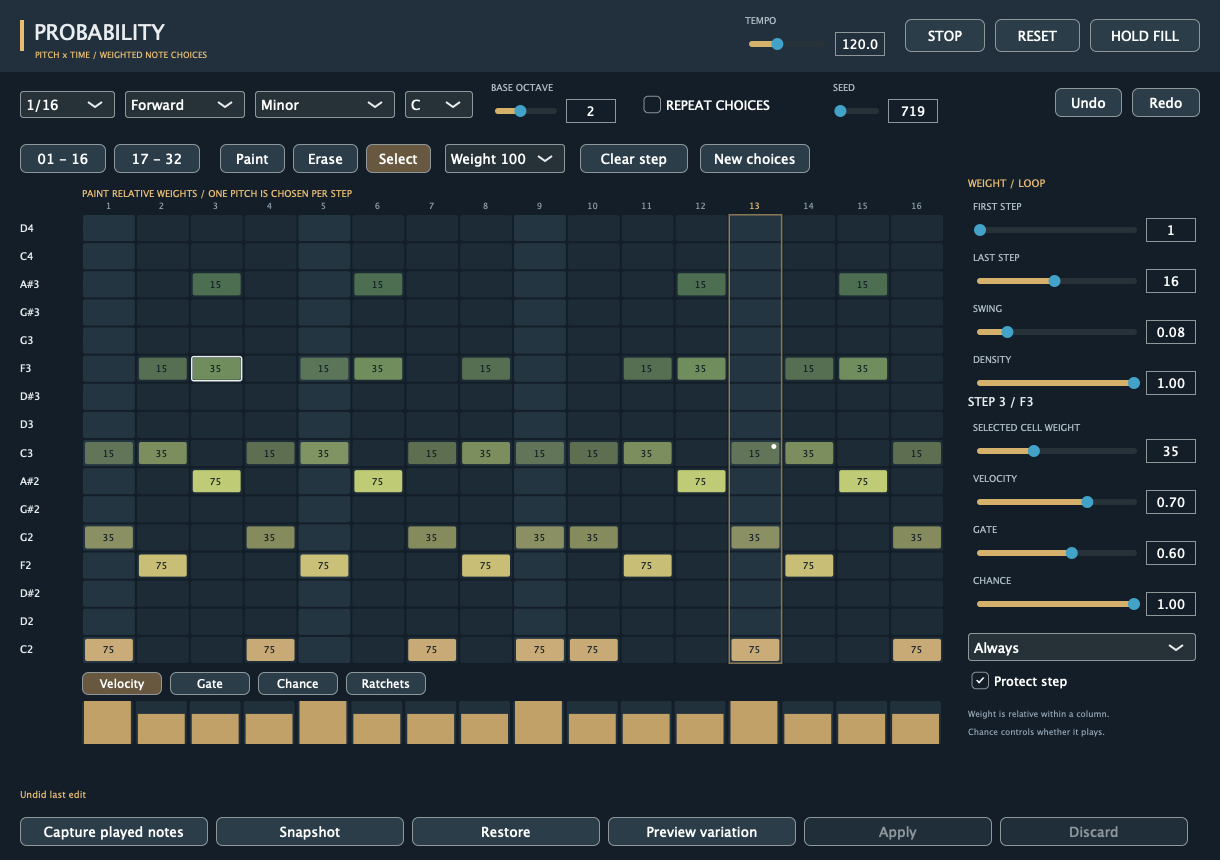 PROBABILITY
PITCH x TIME / WEIGHTED NOTE CHOICES
TEMPO
120.0
STOP
RESET
HOLD FILL
1/16
Forward
Minor
C
BASE OCTAVE
2
REPEAT CHOICES
SEED
719
Undo
Redo
01 – 16
17 – 32
Paint
Erase
Select
Weight 100
Clear step
New choices
PAINT RELATIVE WEIGHTS / ONE PITCH IS CHOSEN PER STEP
1 2 3 4 5 6 7 8 9 10 11 12 13 14 15 16
D4
C4
A#3 15 15 15 15
G#3
G3
F3 15 35 15 35 15 15 35 15 35
D#3
D3
C3 15 35 15 35 15 35 15 15 35 15 35 15
A#2 75 75 75 75
G#2
G2 35 35 35 35 35 35 35
F2 75 75 75 75 75
D#2
D2
C2 75 75 75 75 75 75 75
Velocity
Gate
Chance
Ratchets
WEIGHT / LOOP
FIRST STEP
1
LAST STEP
16
SWING
0.08
DENSITY
1.00
STEP 3 / F3
SELECTED CELL WEIGHT
35
VELOCITY
0.70
GATE
0.60
CHANCE
1.00
Always
Protect step
Weight is relative within a column.
Chance controls whether it plays.
Undid last edit
Capture played notes
Snapshot
Restore
Preview variation
Apply
Discard